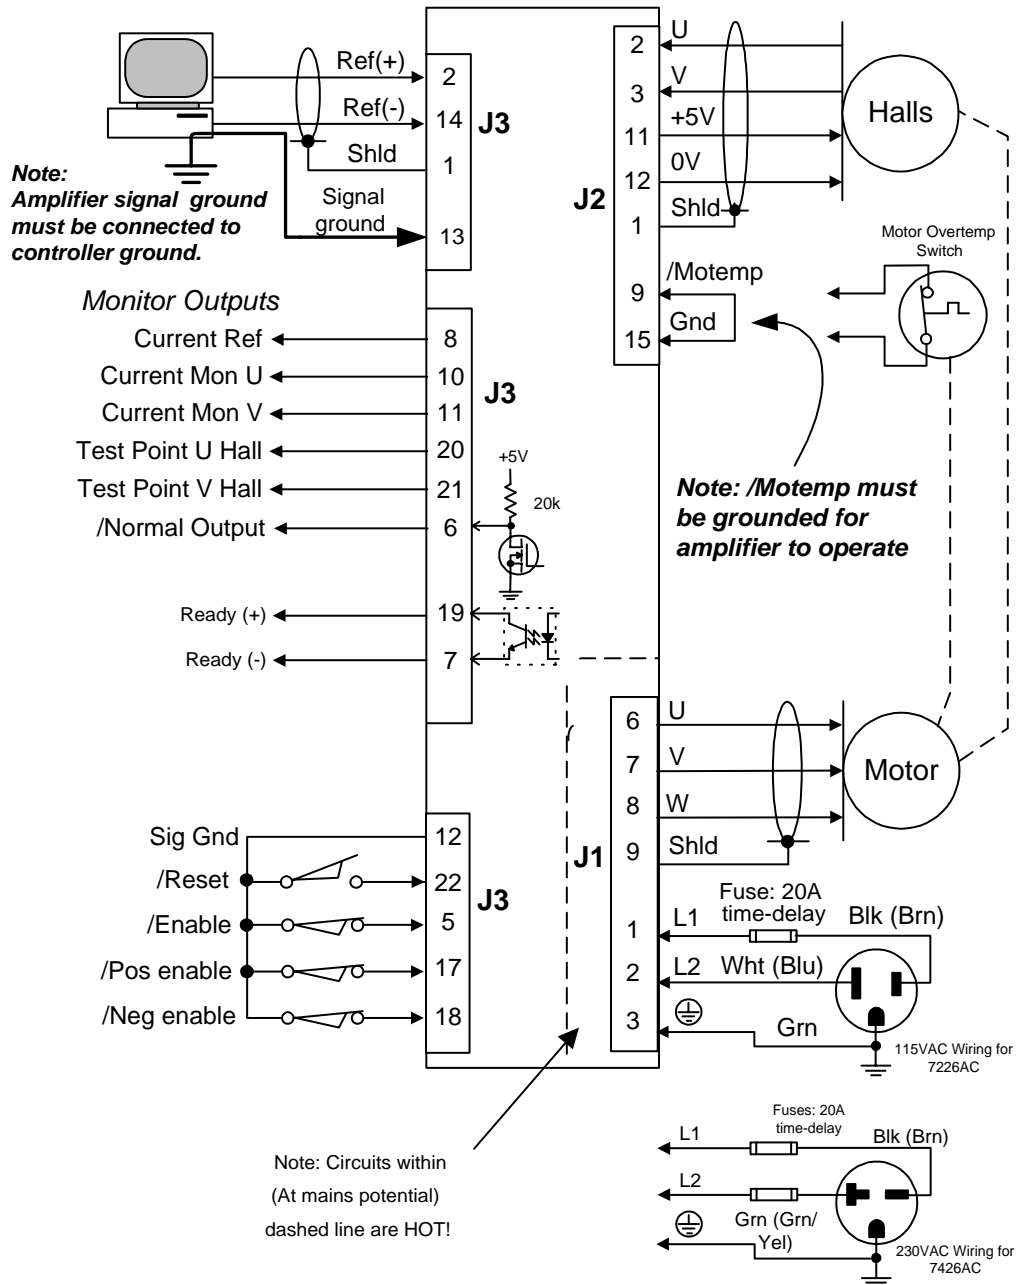 Ref(+)
2
Ref(-)
14
J3
Shld
1
Signal
ground
13
Note:
Amplifier signal ground
must be connected to
controller ground.
U
2
V
3
+5V
11
0V
12
J2
Shld
1
Halls
/Motemp
9
Gnd
15
Motor Overtemp
Switch
Note: /Motemp must
be grounded for
amplifier to operate
Monitor Outputs
Current Ref
8
Current Mon U
10
J3
Current Mon V
11
Test Point U Hall
20
Test Point V Hall
21
/Normal Output
6
+5V
20k
Ready (+)
19
Ready (-)
7
6
U
7
V
8
W
9
Shld
J1
Motor
Sig Gnd
12
/Reset
22
J3
/Enable
5
/Pos enable
17
/Neg enable
18
Fuse: 20A
time-delay
Blk (Brn)
1
L1
2
L2
Wht (Blu)
3
Grn
115VAC Wiring for
7226AC
Note: Circuits within
(At mains potential)
dashed line are HOT!
Fuses: 20A
time-delay
L1
Blk (Brn)
L2
Grn (Grn/
Yel)
230VAC Wiring for
7426AC